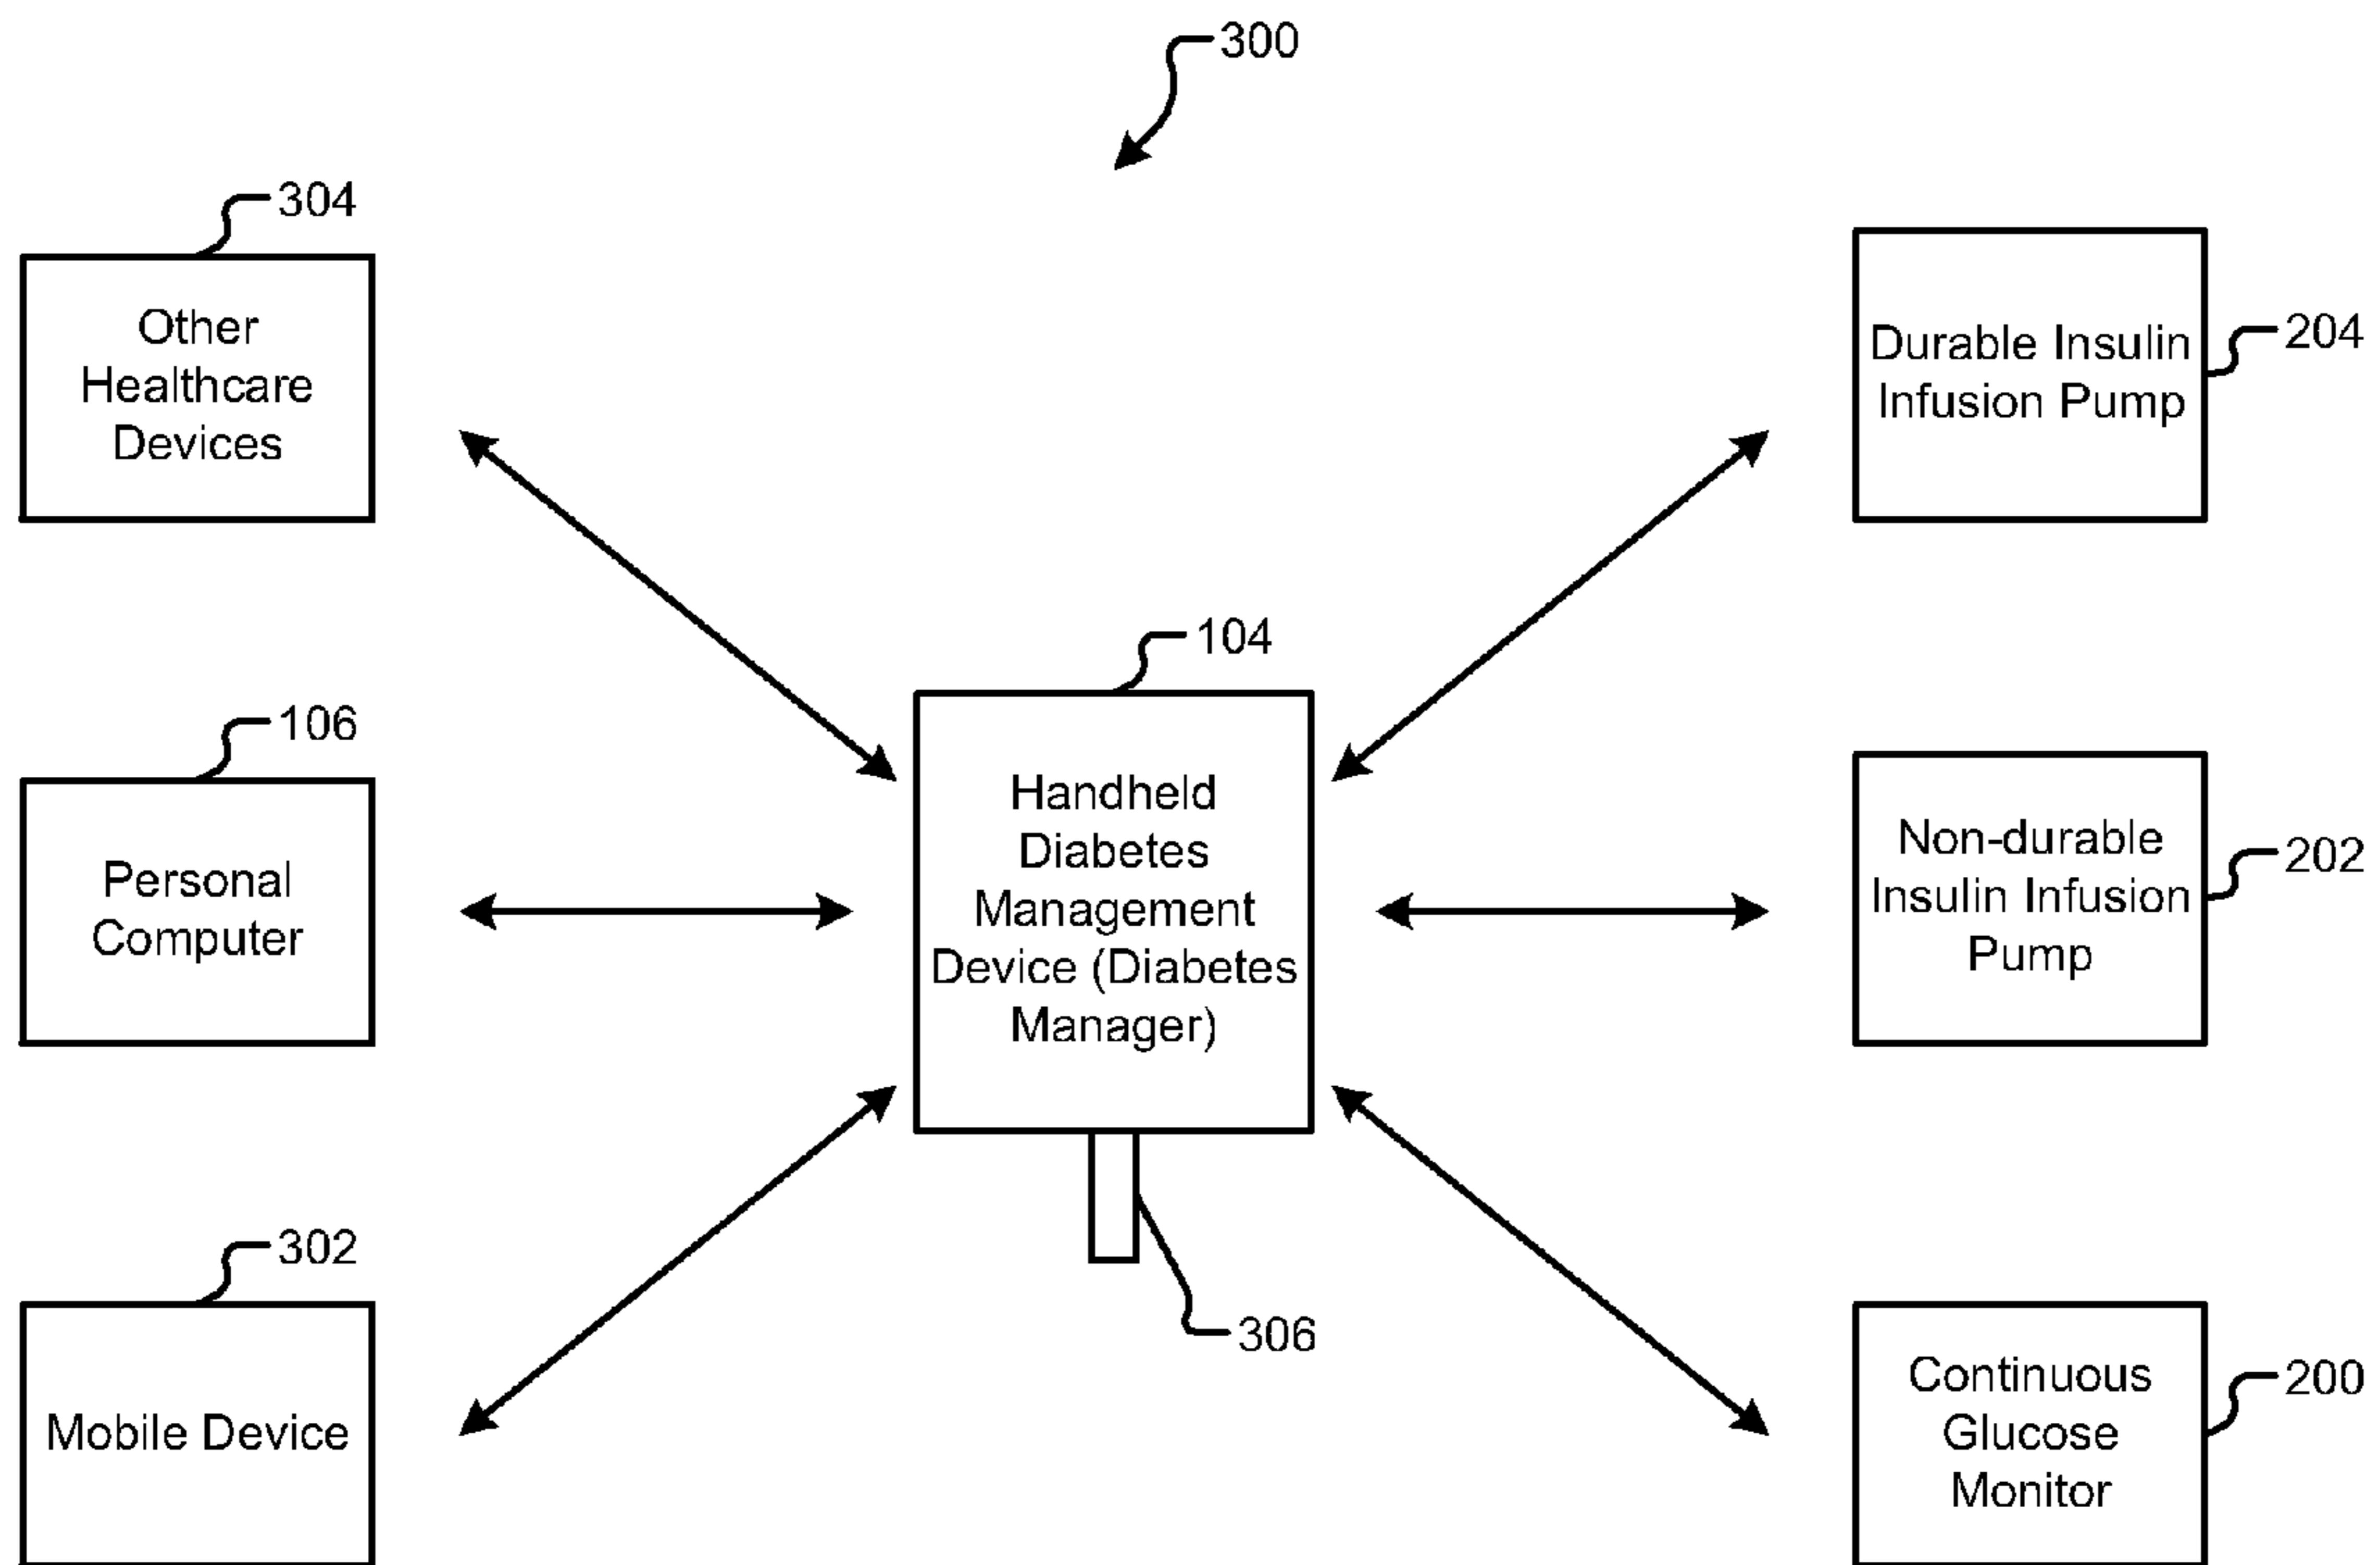 300
304
Other
Healthcare
Devices
Durable Insulin
Infusion Pump
204
104
106
Personal
Computer
Handheld
Diabetes
Management
Device (Diabetes
Manager)
Non-durable
Insulin Infusion
Pump
202
302
Mobile Device
306
Continuous
Glucose
Monitor
200